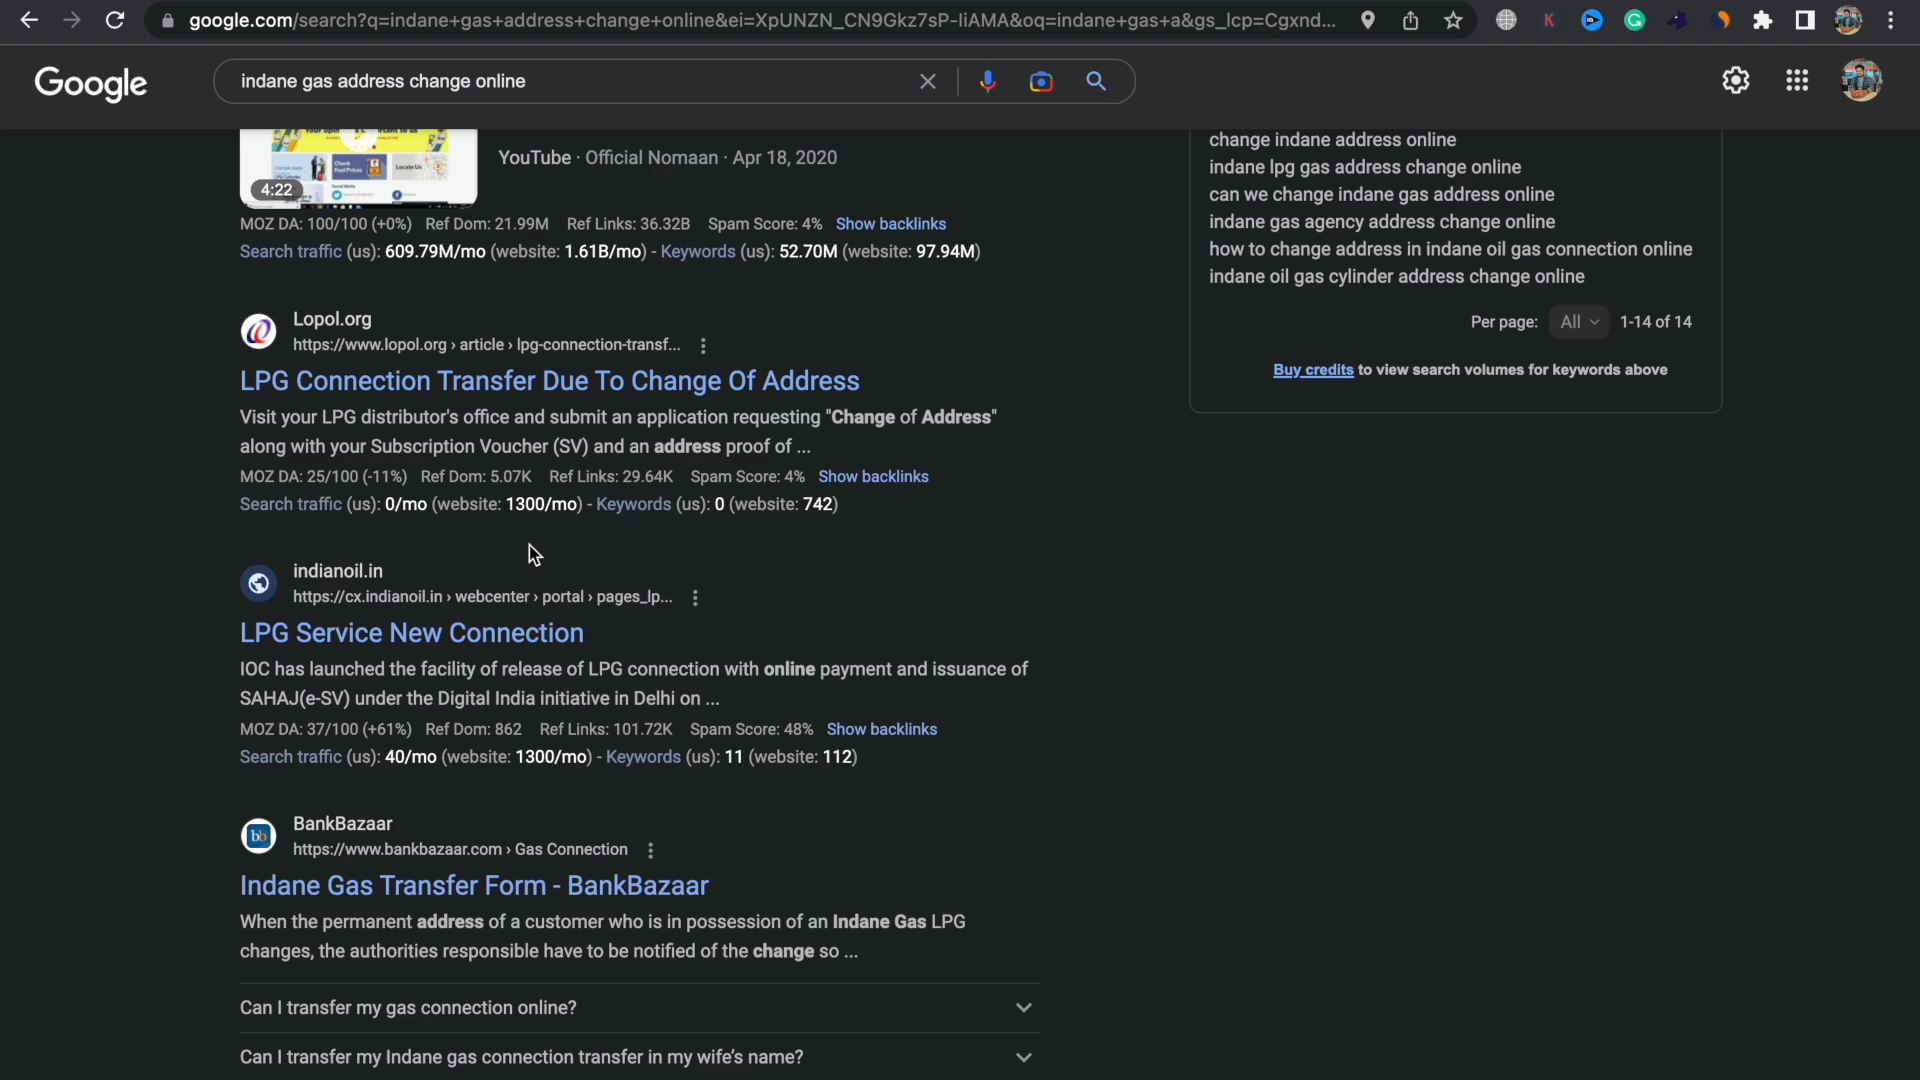 google.com/search?q=indane+gas+address+change+online&ei=XpUNZN_CN9Gkz7sP-IiAMA&oq=indane+gas+a&gs_lcp=Cgxnd...
Google
indane gas address change online
4:22
YouTube · Official Nomaan · Apr 18, 2020
MOZ DA: 100/100 (+0%) Ref Dom: 21.99M Ref Links: 36.32B Spam Score: 4% Show backlinks
Search traffic (us): 609.79M/mo (website: 1.61B/mo) - Keywords (us): 52.70M (website: 97.94M)
Lopol.org
https://www.lopol.org › article › lpg-connection-transf...
LPG Connection Transfer Due To Change Of Address
Visit your LPG distributor's office and submit an application requesting "Change of Address"
along with your Subscription Voucher (SV) and an address proof of ...
MOZ DA: 25/100 (-11%) Ref Dom: 5.07K Ref Links: 29.64K Spam Score: 4% Show backlinks
Search traffic (us): 0/mo (website: 1300/mo) - Keywords (us): 0 (website: 742)
indianoil.in
https://cx.indianoil.in › webcenter › portal › pages_lp...
LPG Service New Connection
IOC has launched the facility of release of LPG connection with online payment and issuance of
SAHAJ(e-SV) under the Digital India initiative in Delhi on ...
MOZ DA: 37/100 (+61%) Ref Dom: 862 Ref Links: 101.72K Spam Score: 48% Show backlinks
Search traffic (us): 40/mo (website: 1300/mo) - Keywords (us): 11 (website: 112)
bb
BankBazaar
https://www.bankbazaar.com › Gas Connection
Indane Gas Transfer Form - BankBazaar
When the permanent address of a customer who is in possession of an Indane Gas LPG
changes, the authorities responsible have to be notified of the change so ...
Can I transfer my gas connection online?
Can I transfer my Indane gas connection transfer in my wife's name?
change indane address online
indane lpg gas address change online
can we change indane gas address online
indane gas agency address change online
how to change address in indane oil gas connection online
indane oil gas cylinder address change online
Per page: All 1-14 of 14
Buy credits to view search volumes for keywords above